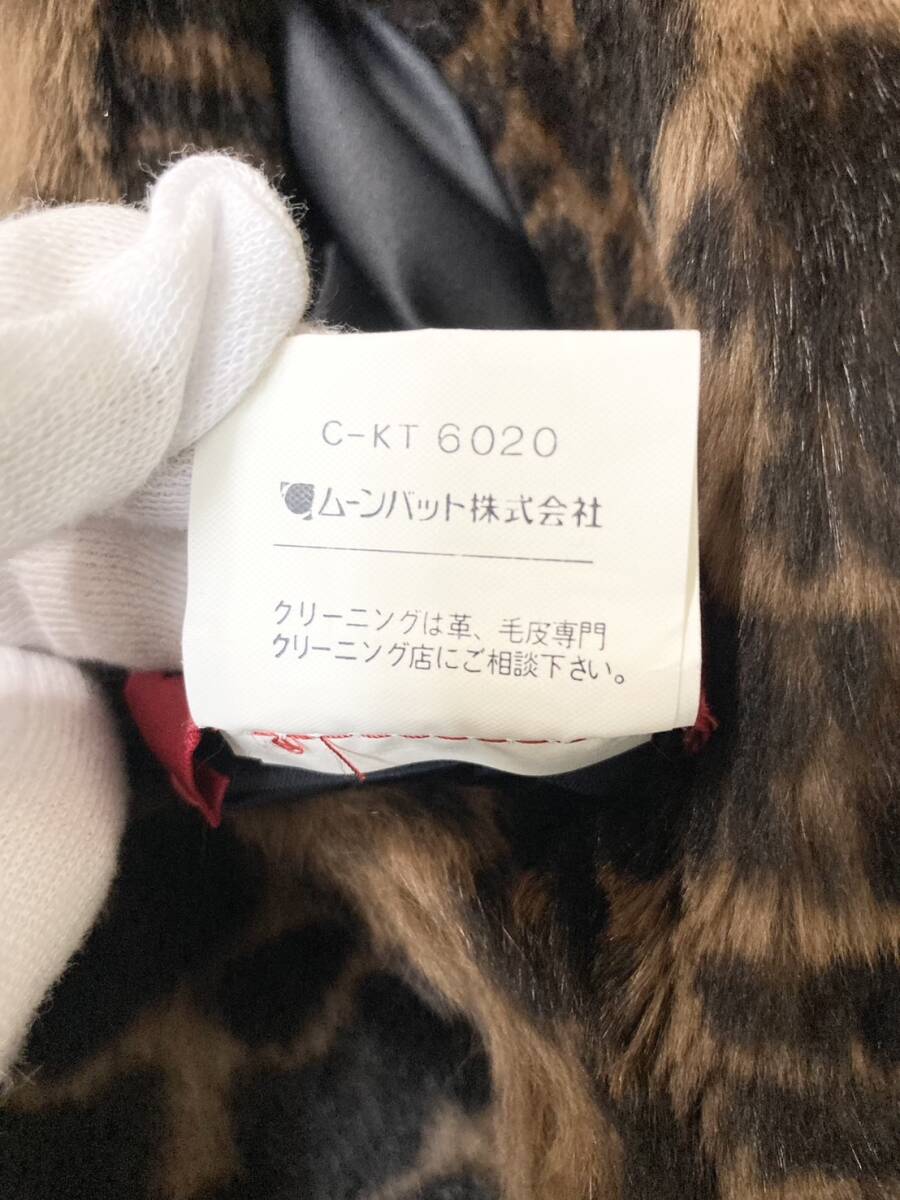 C-KT 6020
ムーンバット株式会社
クリーニングは革、毛皮専門
クリーニング店にご相談下さい。